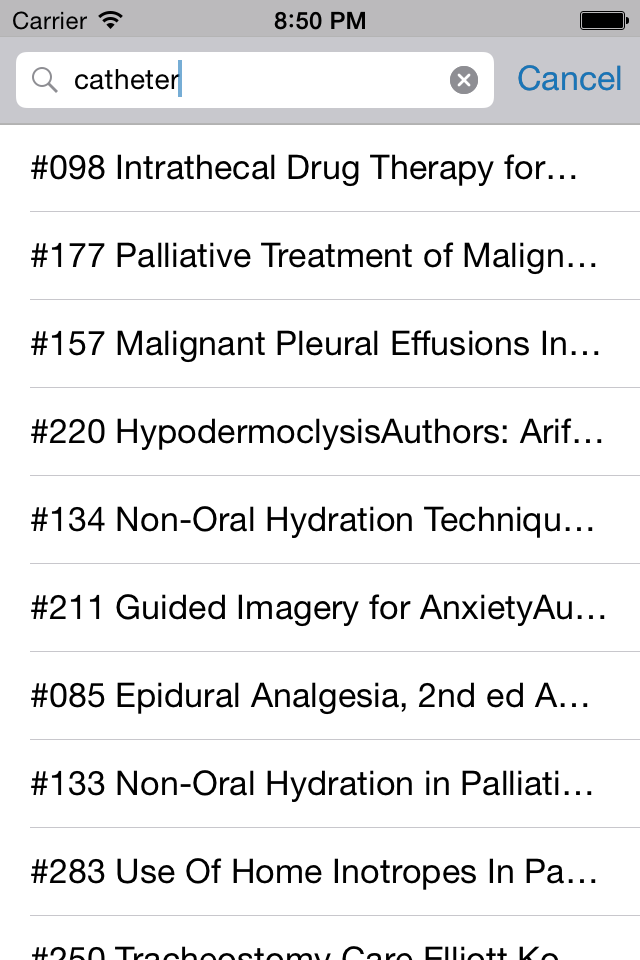 Carrier 8:50 PM
catheter Cancel
#098 Intrathecal Drug Therapy for…
#177 Palliative Treatment of Malign…
#157 Malignant Pleural Effusions In…
#220 HypodermoclysisAuthors: Arif…
#134 Non-Oral Hydration Techniqu…
#211 Guided Imagery for AnxietyAu…
#085 Epidural Analgesia, 2nd ed A…
#133 Non-Oral Hydration in Palliati…
#283 Use Of Home Inotropes In Pa…
#250 Tracheostomy Care Elliott Ko…